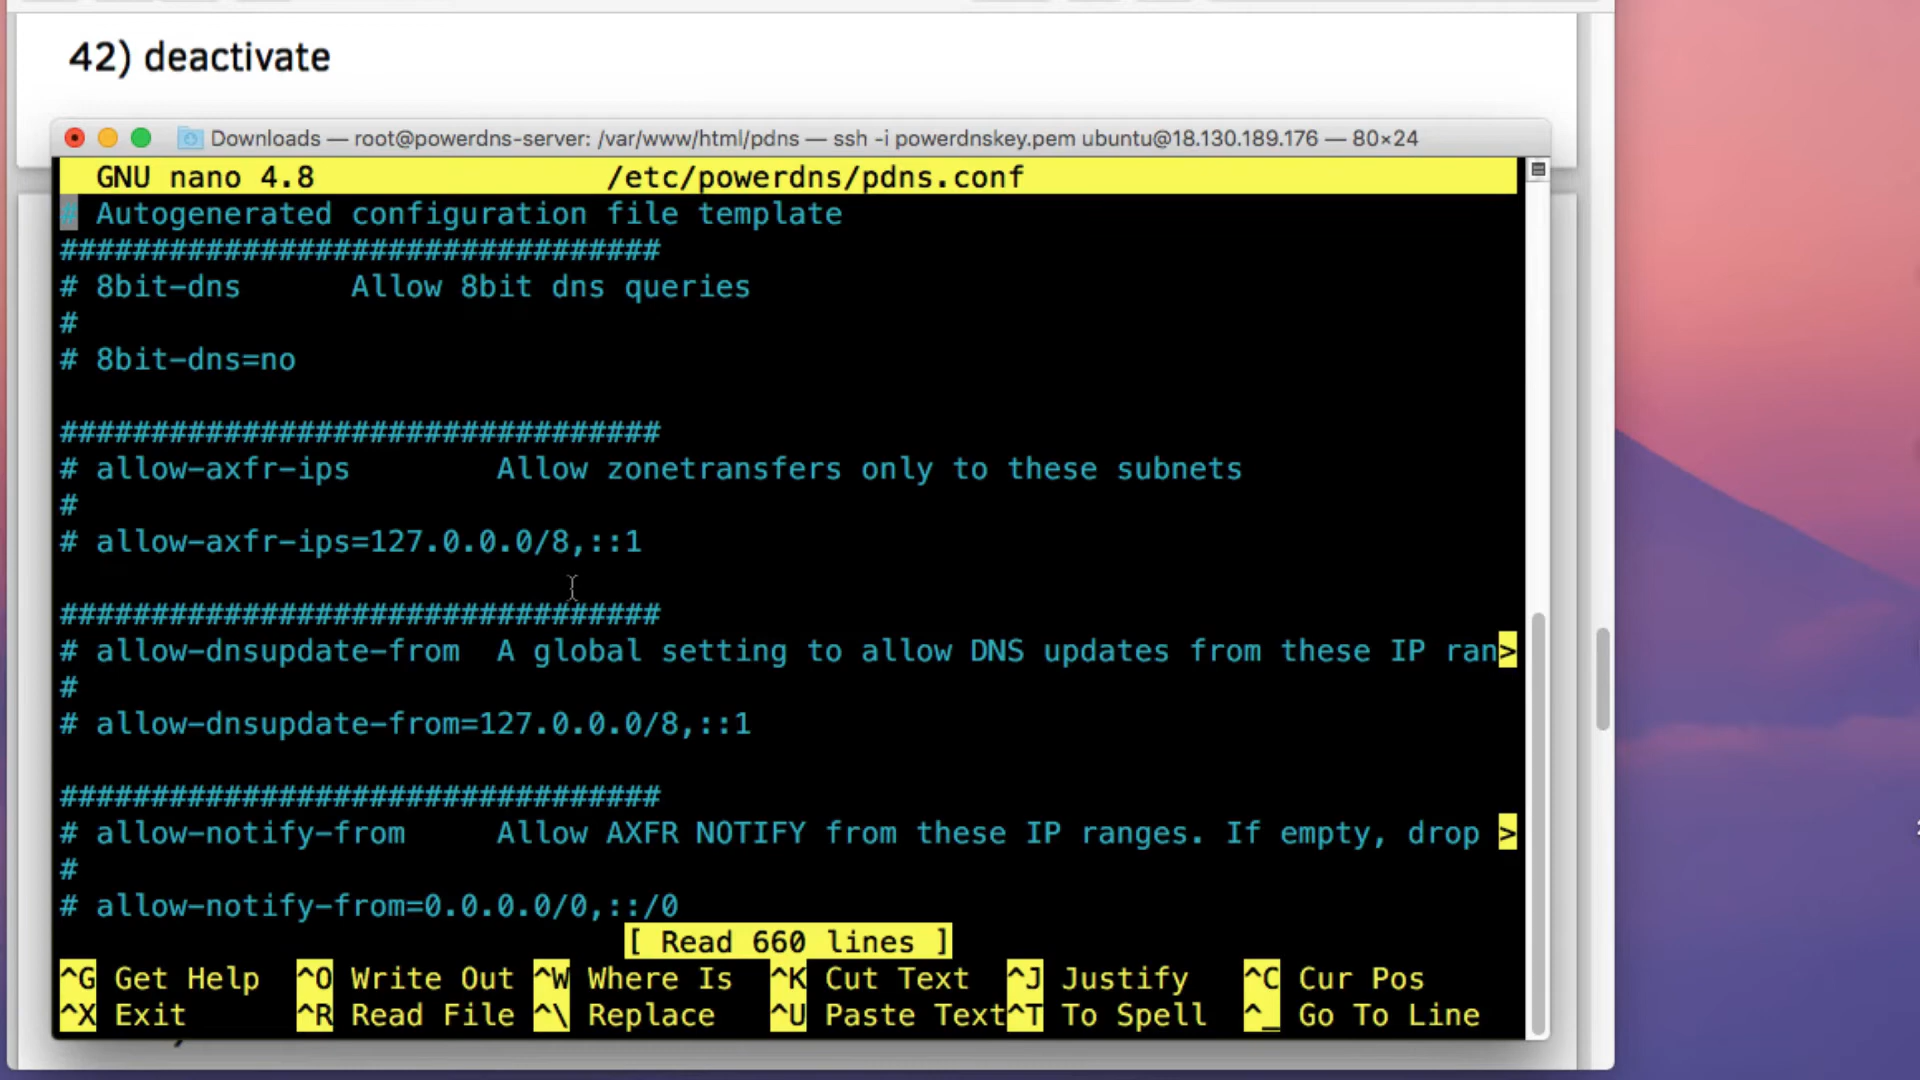 42) deactivate
Downloads — root@powerdns-server: /var/www/html/pdns — ssh -i powerdnskey.pem ubuntu@18.130.189.176 — 80×24
GNU nano 4.8 /etc/powerdns/pdns.conf
# Autogenerated configuration file template
#################################
# 8bit-dns Allow 8bit dns queries
#
# 8bit-dns=no
#################################
# allow-axfr-ips Allow zonetransfers only to these subnets
#
# allow-axfr-ips=127.0.0.0/8,::1
#################################
# allow-dnsupdate-from A global setting to allow DNS updates from these IP ran>
#
# allow-dnsupdate-from=127.0.0.0/8,::1
#################################
# allow-notify-from Allow AXFR NOTIFY from these IP ranges. If empty, drop >
#
# allow-notify-from=0.0.0.0/0,::/0
[ Read 660 lines ]
^G Get Help ^O Write Out ^W Where Is ^K Cut Text ^J Justify ^C Cur Pos
^X Exit ^R Read File ^\ Replace ^U Paste Text ^T To Spell ^_ Go To Line